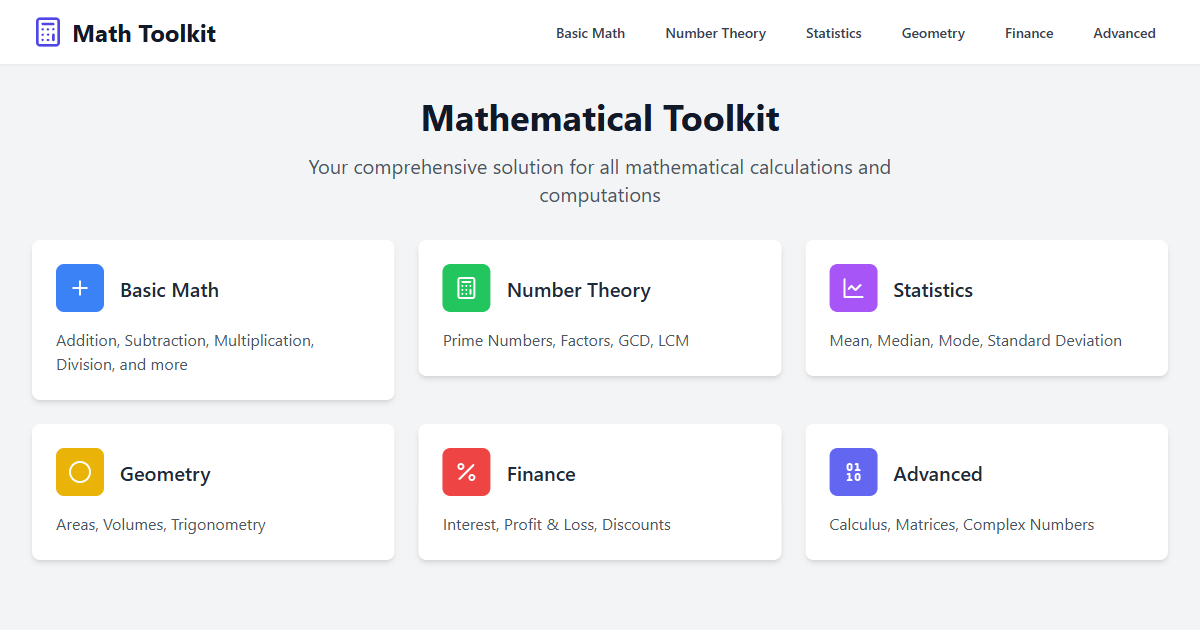 Math Toolkit
Basic Math
Number Theory
Statistics
Geometry
Finance
Advanced
Mathematical Toolkit
Your comprehensive solution for all mathematical calculations and
computations
Basic Math
Addition, Subtraction, Multiplication,
Division, and more
Number Theory
Prime Numbers, Factors, GCD, LCM
Statistics
Mean, Median, Mode, Standard Deviation
Geometry
Areas, Volumes, Trigonometry
Finance
Interest, Profit & Loss, Discounts
01
10
Advanced
Calculus, Matrices, Complex Numbers